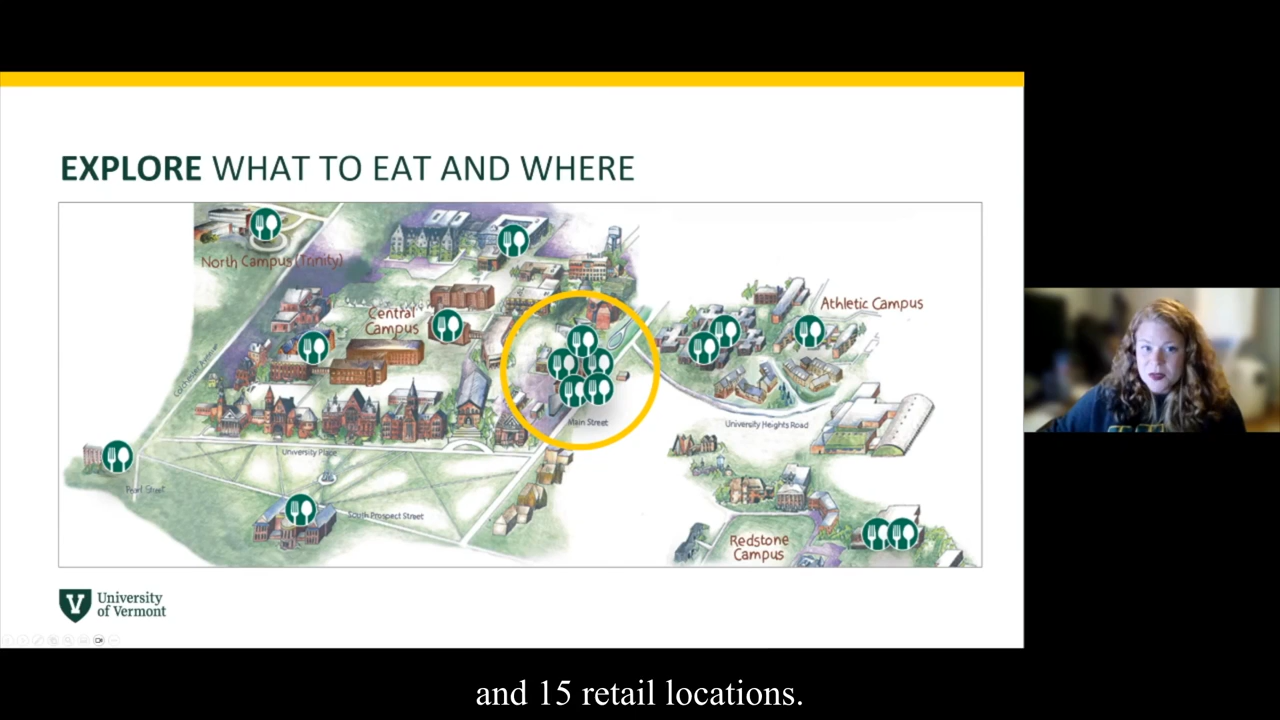 EXPLORE WHAT TO EAT AND WHERE
North Campus (Trinity)
Central
Campus
Athletic Campus
Main Street
University Heights Road
University Place
Pearl Street
South Prospect Street
Redstone
Campus
University
of Vermont
and 15 retail locations.